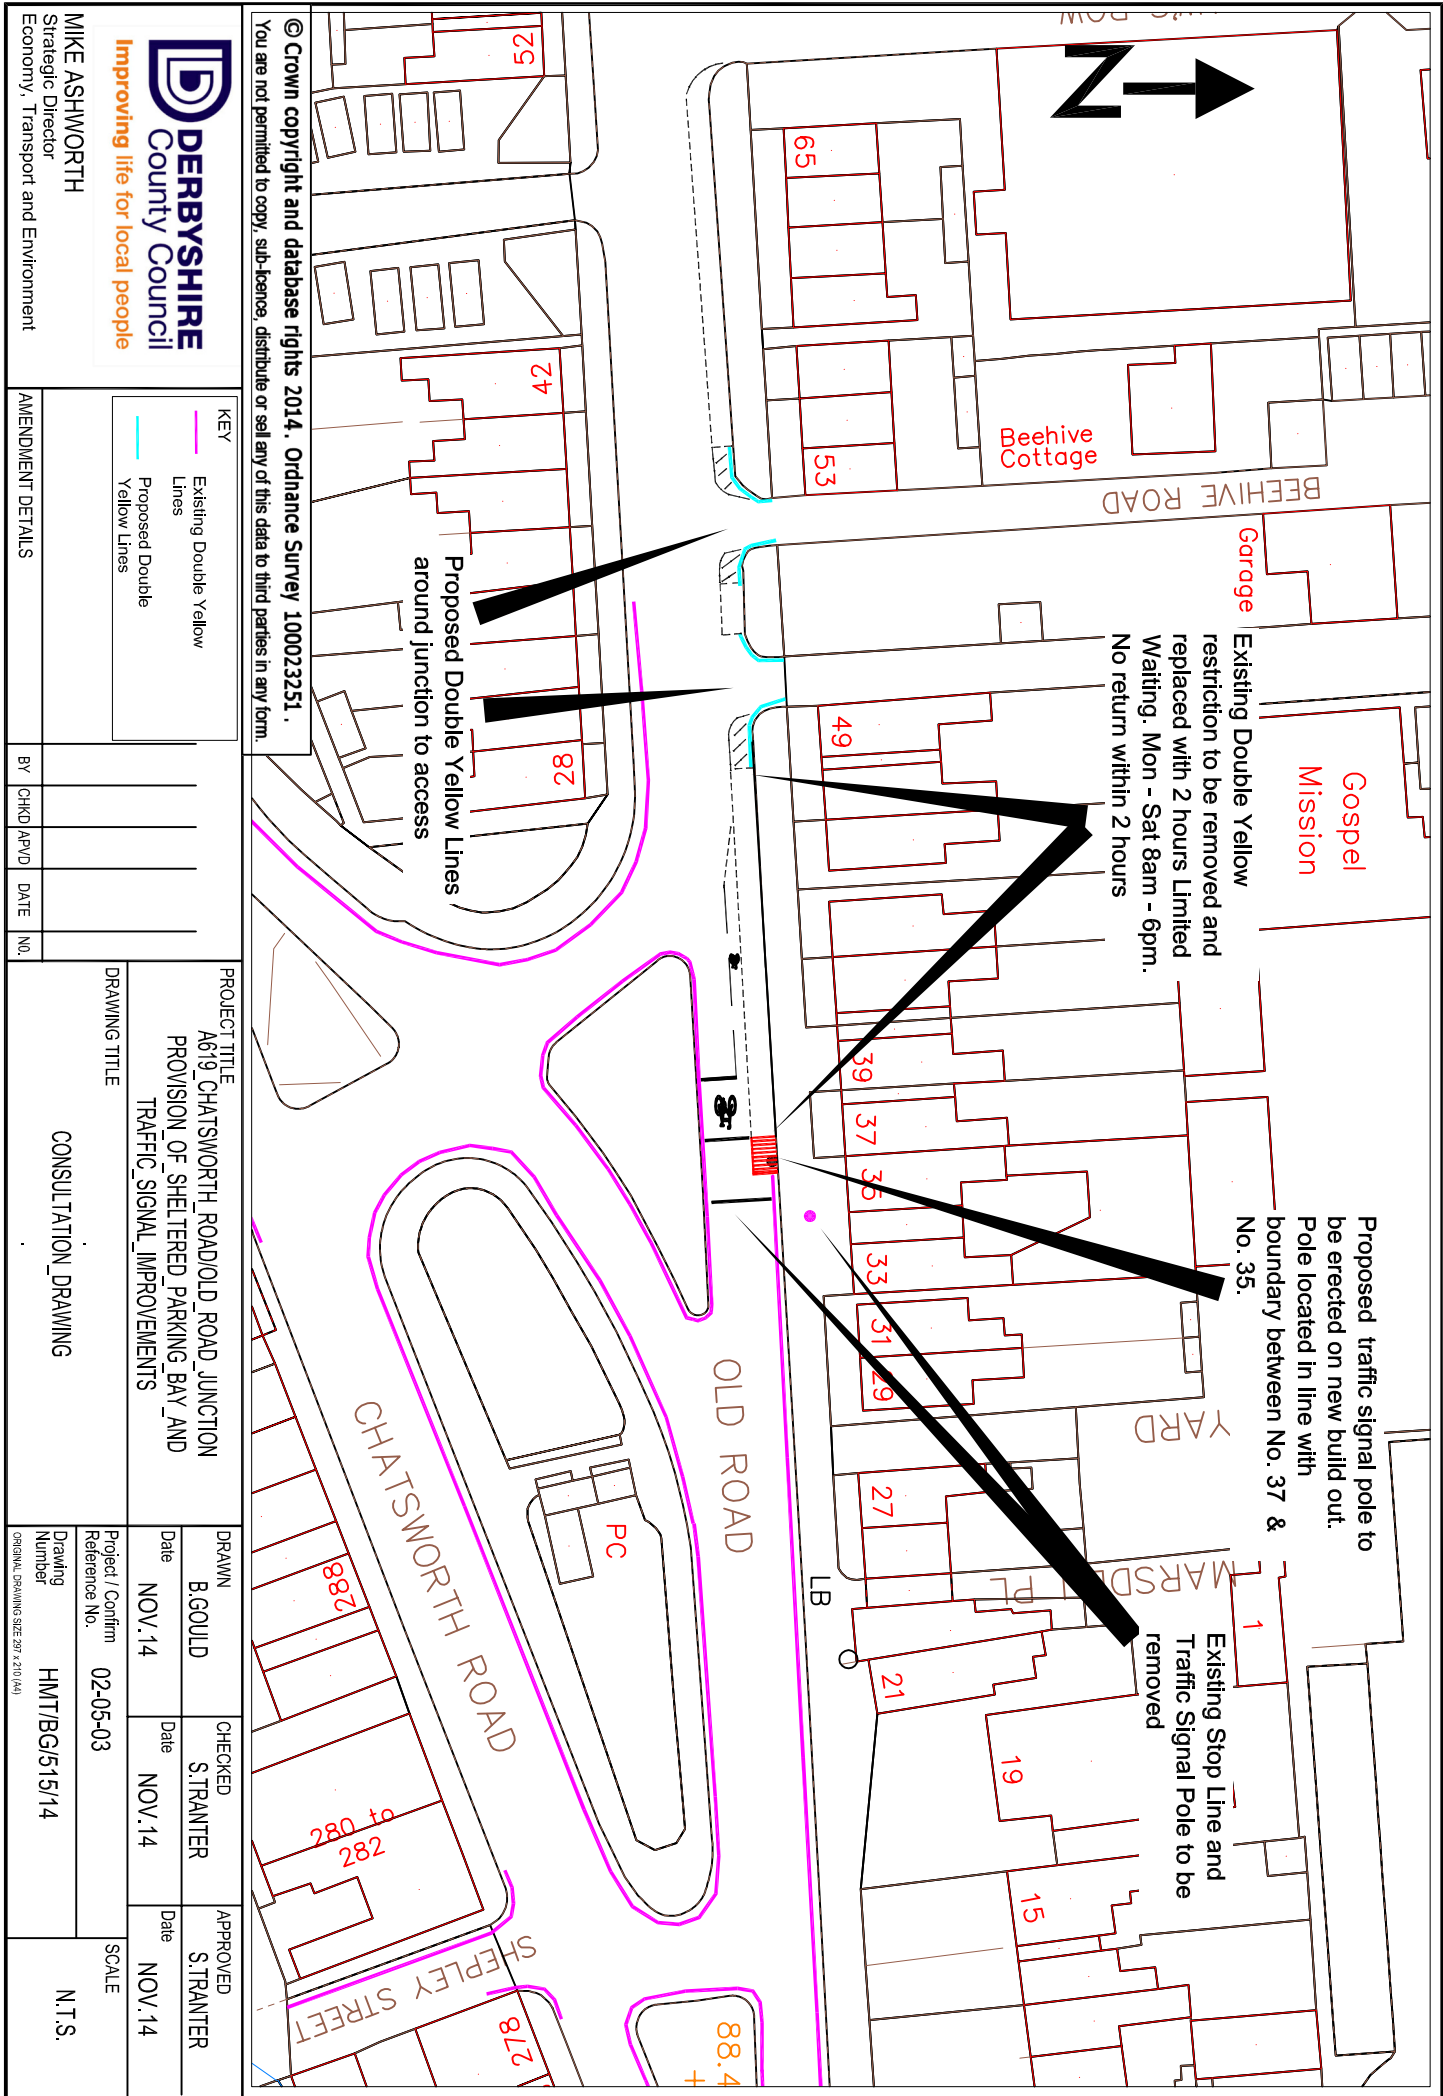 65
53
49
39
37
35
33
31
29
27
21
19
15
1
52
42
28
288
280 to
282
278
88.4
+
Beehive
Cottage
BEEHIVE ROAD
Garage
Gospel
Mission
YARD
LB
PC
OLD ROAD
CHATSWORTH ROAD
SHEPLEY STREET
N
Existing Double Yellow
restriction to be removed and
replaced with 2 hours Limited
Waiting. Mon - Sat 8am - 6pm.
No return within 2 hours
Proposed traffic signal pole to
be erected on new build out.
Pole located in line with
boundary between No. 37 &
No. 35.
Existing Stop Line and
Traffic Signal Pole to be
removed
Proposed Double Yellow Lines
around junction to access
© Crown copyright and database rights 2014. Ordnance Survey 100023251.
You are not permitted to copy, sub-licence, distribute or sell any of this data to third parties in any form.
DERBYSHIRE
County Council
Improving life for local people
MIKE ASHWORTH
Strategic Director
Economy, Transport and Environment
KEY
Existing Double Yellow
Lines
Proposed Double
Yellow Lines
AMENDMENT DETAILS
BY
CHKD
APVD
DATE
NO.
PROJECT TITLE
A619_CHATSWORTH_ROAD/OLD_ROAD_JUNCTION
PROVISION_OF_SHELTERED_PARKING_BAY_AND
TRAFFIC_SIGNAL_IMPROVEMENTS
DRAWING TITLE
CONSULTATION_DRAWING
DRAWN
B.GOULD
Date
NOV.14
CHECKED
S.TRANTER
Date
NOV.14
APPROVED
S.TRANTER
Date
NOV.14
Project / Confirm
Reference No.
02-05-03
Drawing
Number
HMT/BG/515/14
SCALE
N.T.S.
ORIGINAL DRAWING SIZE 297 x 210 (A4)